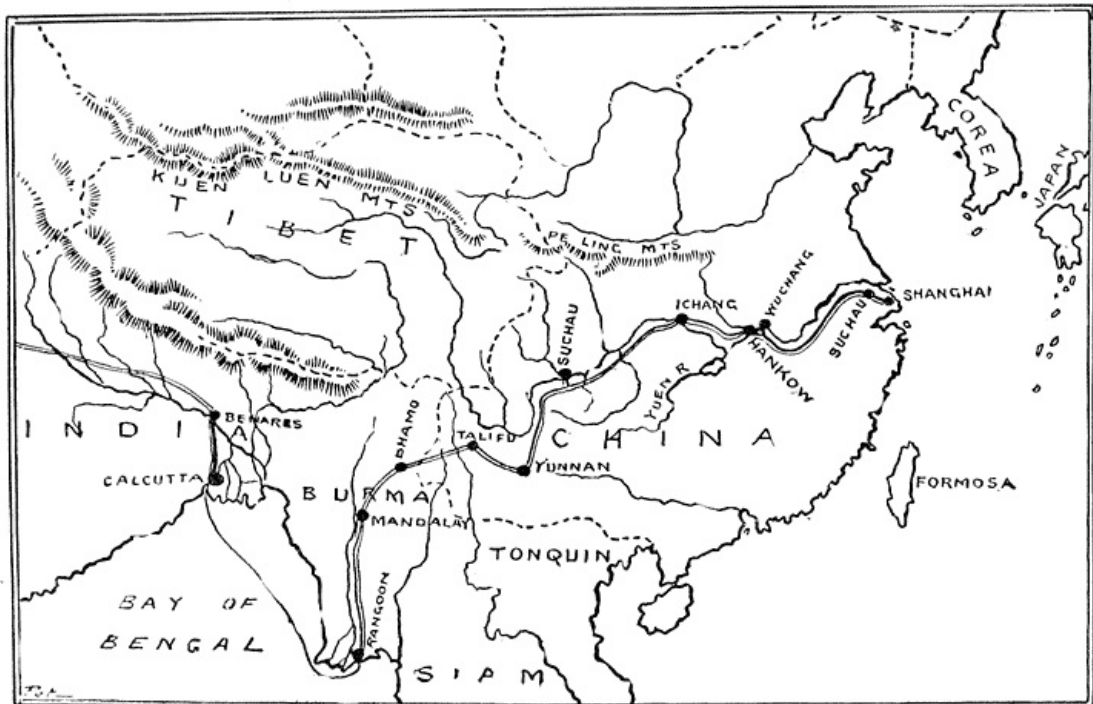 COREA
JAPAN
KUEN LUEN MTS
TIBET
PE LING MTS
SHANGHAI
WUCHANG
ICHANG
SUCHAU
HANKOW
SUCHAU
YUEN R.
BENARES
INDIA
BHAMO
TALIFU
CHINA
YUNNAN
CALCUTTA
BURMA
FORMOSA
MANDALAY
TONQUIN
RANGOON
BAY OF
BENGAL
SIAM